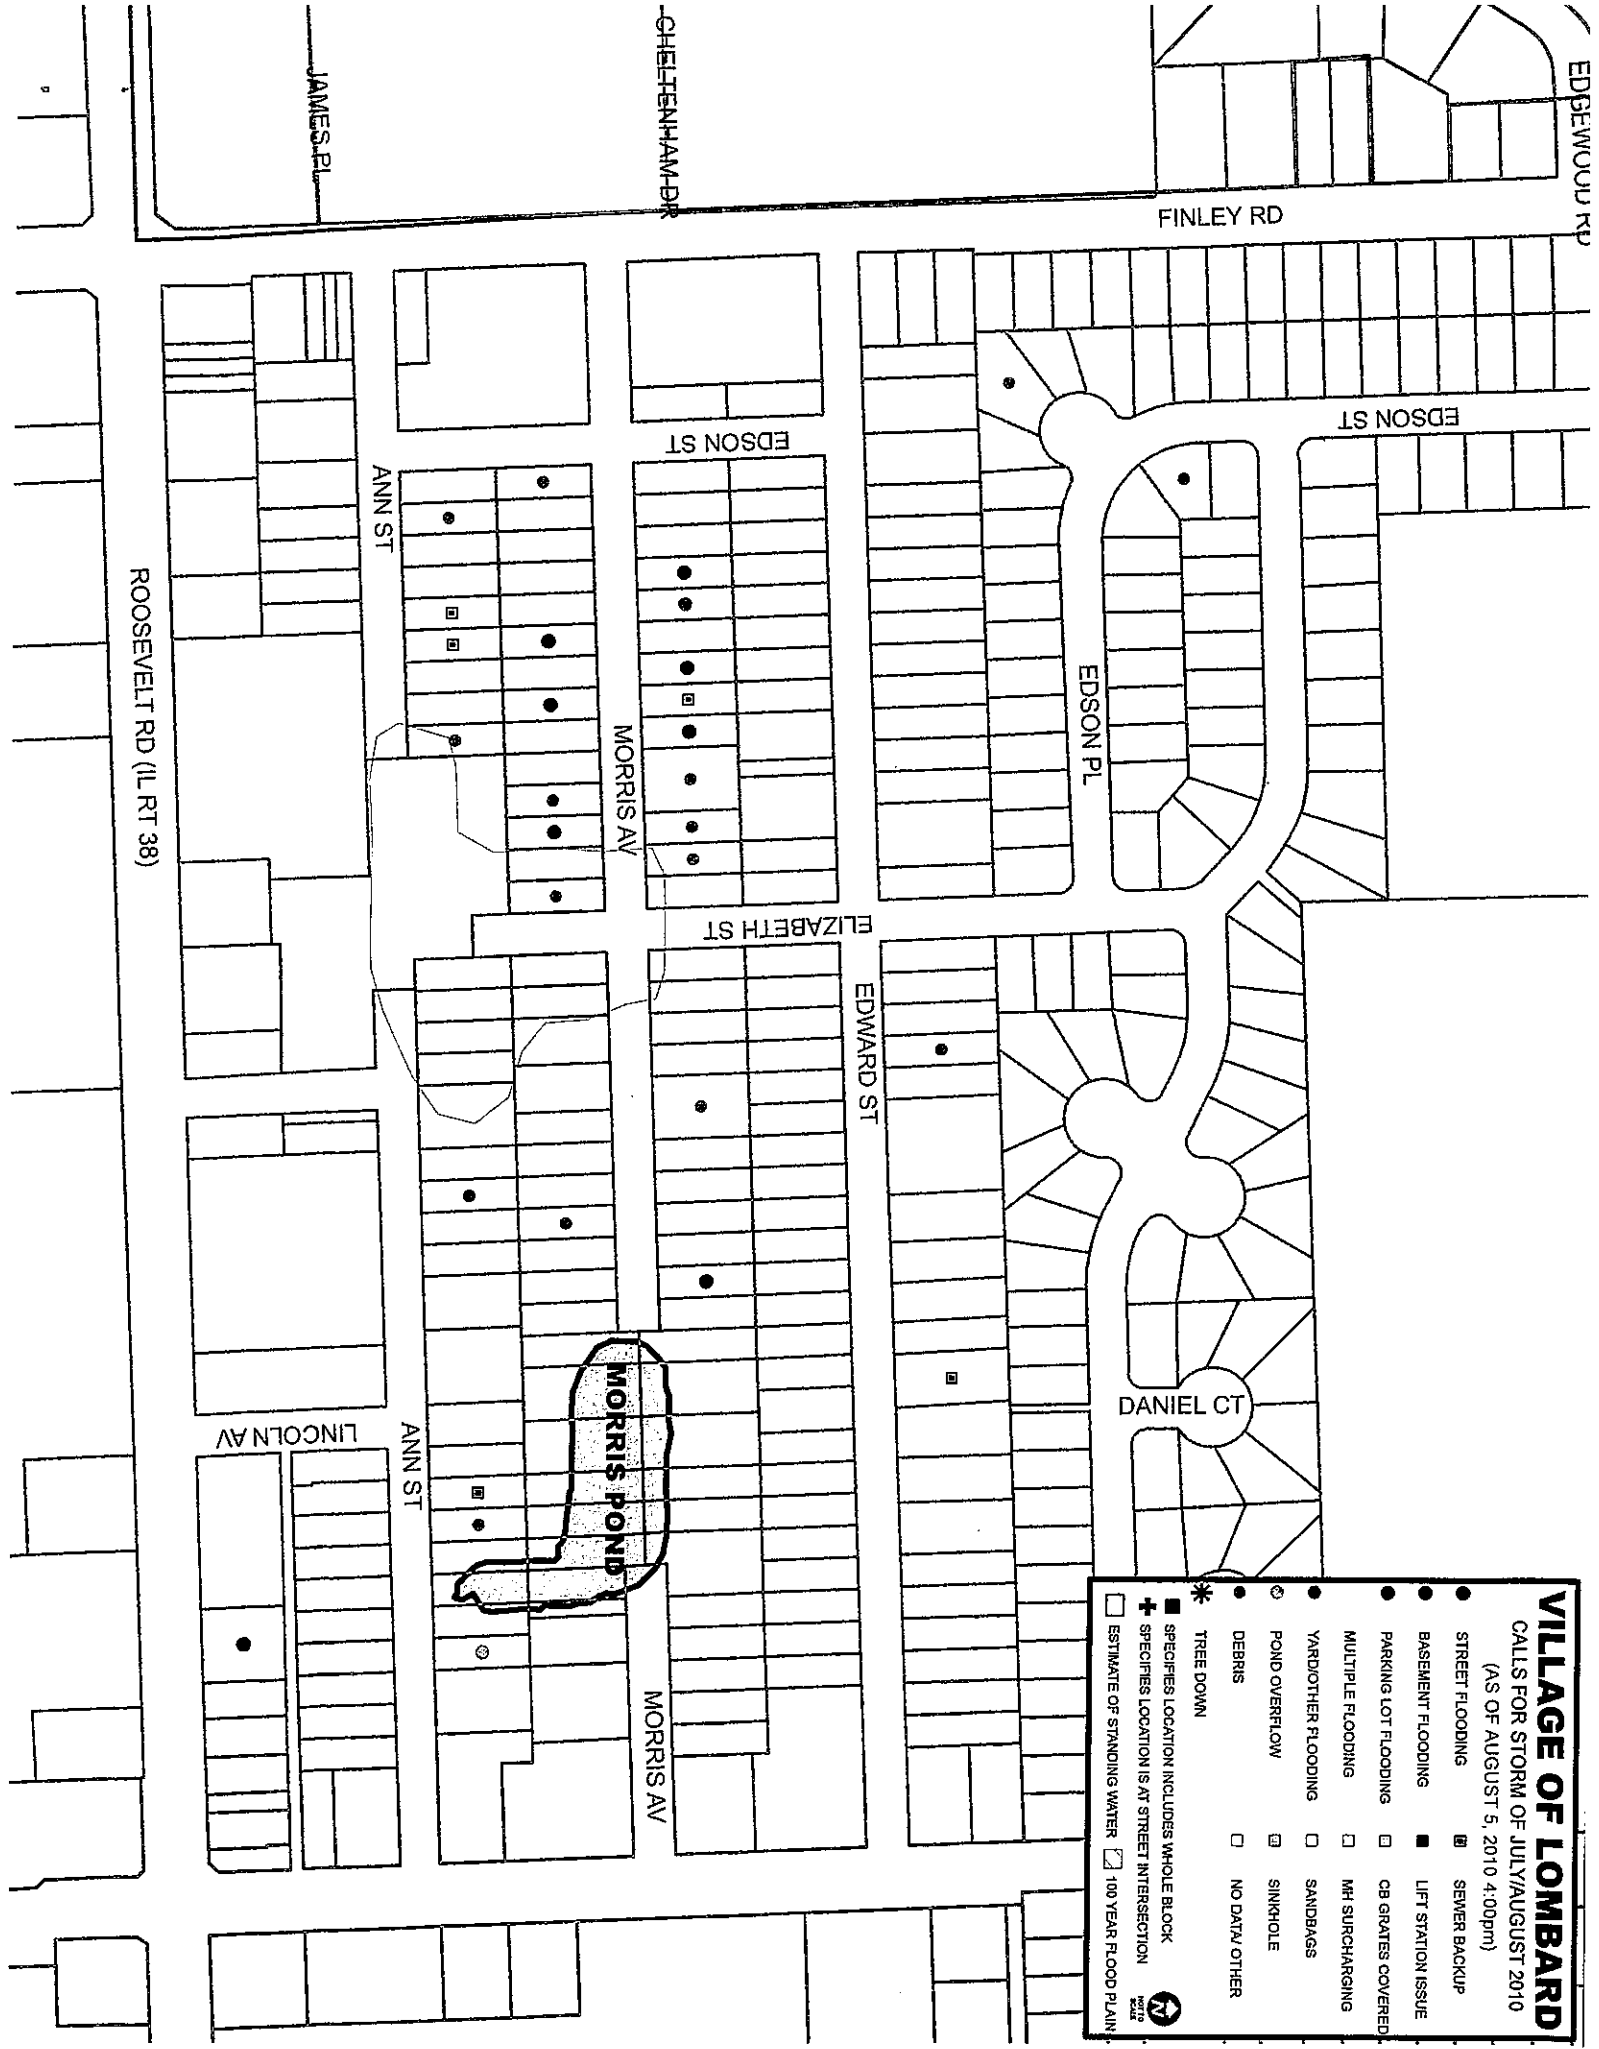 VILLAGE OF LOMBARD
CALLS FOR STORM OF JULY/AUGUST 2010
(AS OF AUGUST 5, 2010 4:00pm)
STREET FLOODING
BASEMENT FLOODING
PARKING LOT FLOODING
MULTIPLE FLOODING
YARD/OTHER FLOODING
POND OVERFLOW
DEBRIS
TREE DOWN
SEWER BACKUP
LIFT STATION ISSUE
CB GRATES COVERED
MH SURCHARGING
SANDBAGS
SINKHOLE
NO DATA/ OTHER
SPECIFIES LOCATION INCLUDES WHOLE BLOCK
SPECIFIES LOCATION IS AT STREET INTERSECTION
ESTIMATE OF STANDING WATER
100 YEAR FLOOD PLAIN
N
NOT TO
SCALE
EDGEWOOD RD
FINLEY RD
CHELTENHAM DR
JAMES PL
EDSON ST
EDSON ST
ANN ST
EDSON PL
MORRIS AV
ROOSEVELT RD (IL RT 38)
ELIZABETH ST
EDWARD ST
DANIEL CT
MORRIS POND
LINCOLN AV
ANN ST
MORRIS AV